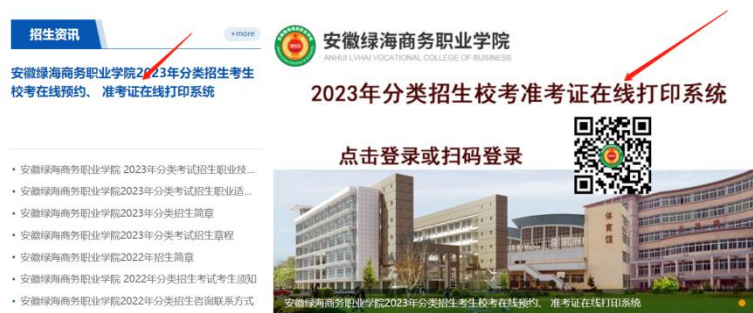 招生资讯
+more
安徽绿海商务职业学院2023年分类招生考生
校考在线预约、 准考证在线打印系统
• 安徽绿海商务职业学院 2023年分类考试招生职业技...
• 安徽绿海商务职业学院2023年分类考试招生职业适...
• 安徽绿海商务职业学院2023年分类招生简章
• 安徽绿海商务职业学院2023年分类考试招生章程
• 安徽绿海商务职业学院2022年招生简章
• 安徽绿海商务职业学院 2022年分类招生考试考生须知
• 安徽绿海商务职业学院2022年分类招生咨询联系方式
安徽绿海商务职业学院
ANHUI LVHAI VOCATIONAL COLLEGE OF BUSINESS
2023年分类招生校考准考证在线打印系统
点击登录或扫码登录
体育馆
安徽绿海商务职业学院2023年分类招生考生校考在线预约、 准考证在线打印系统